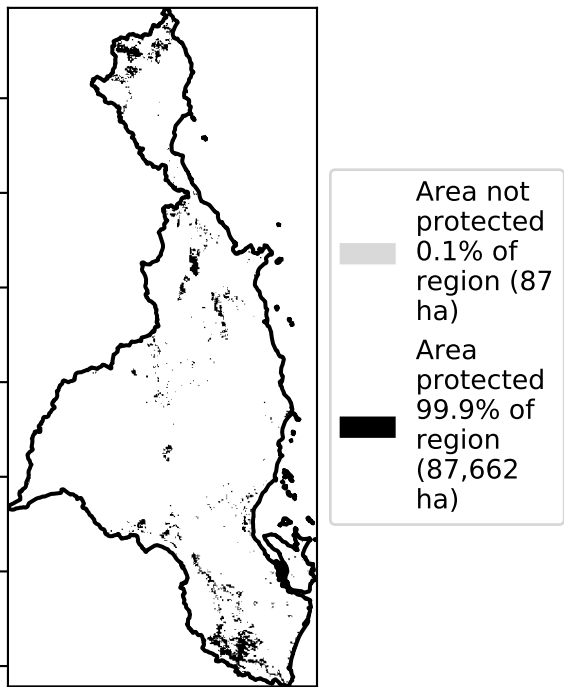 Area not
protected
0.1% of
region (87
ha)
Area
protected
99.9% of
region
(87,662
ha)